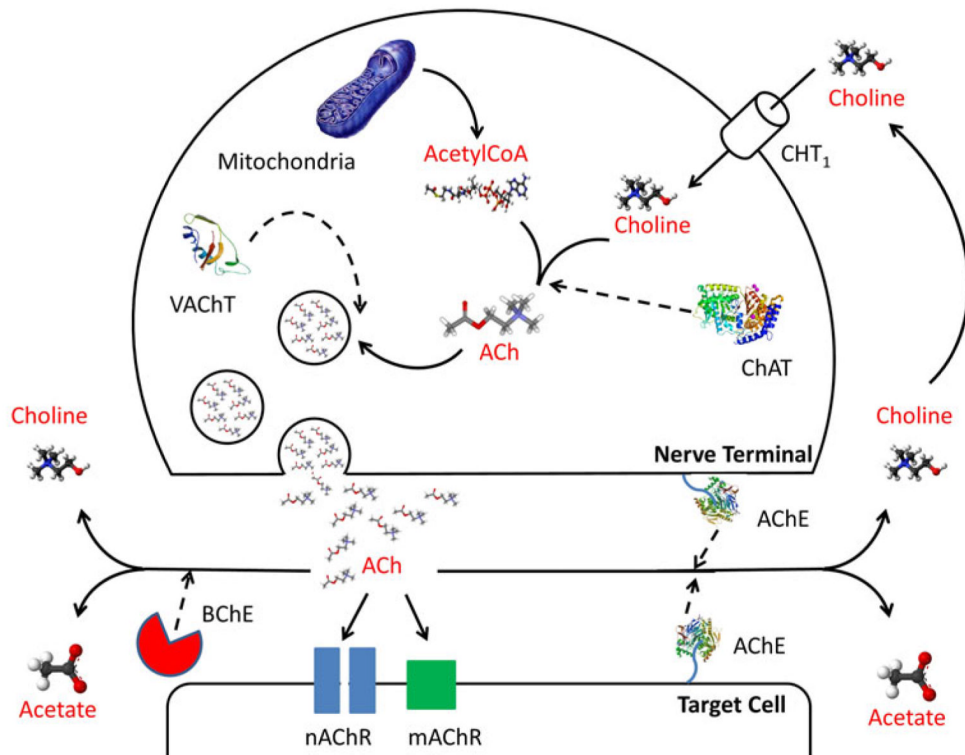 Choline
CHT1
Mitochondria
AcetylCoA
Choline
VAChT
ACh
ChAT
Choline
Choline
Nerve Terminal
AChE
ACh
BChE
AChE
Acetate
Target Cell
Acetate
nAChR
mAChR